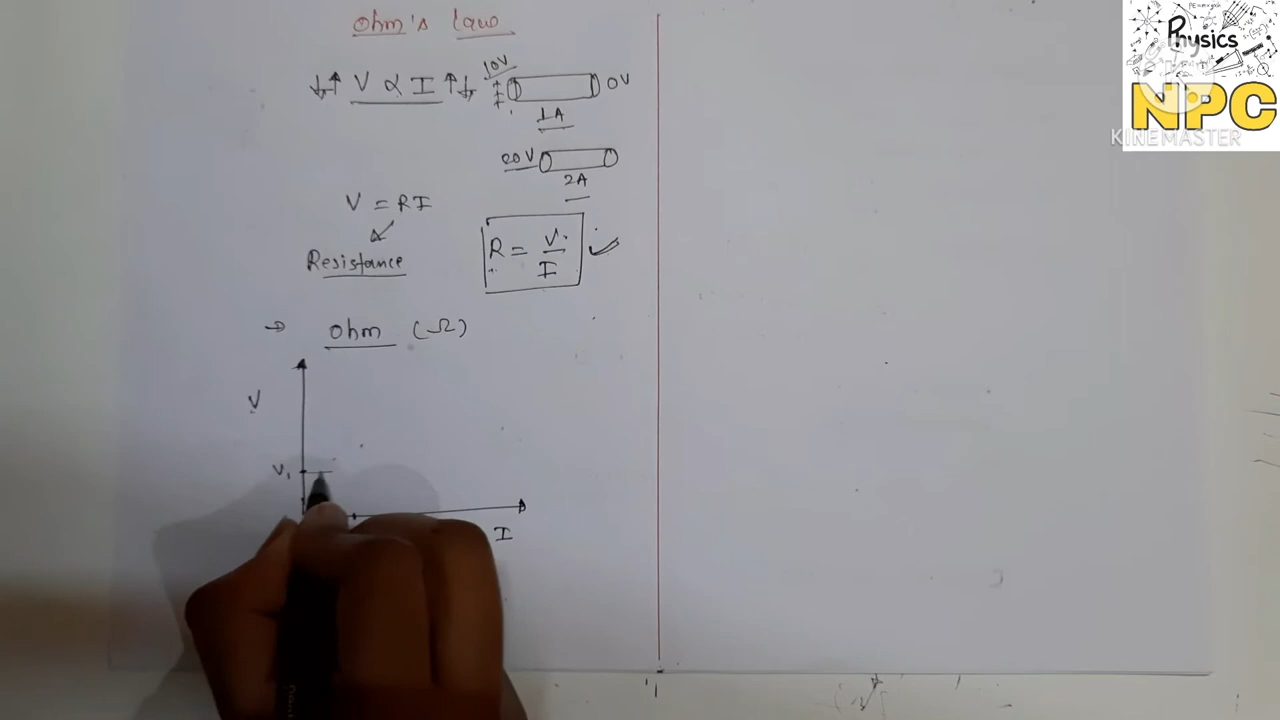 Ohm's Law
V ∝ I
10V
0V
1A
20V
2A
V = RI
Resistance
R = V/I
ohm (Ω)
V
V1
I
Physics
NPC
KINEMASTER